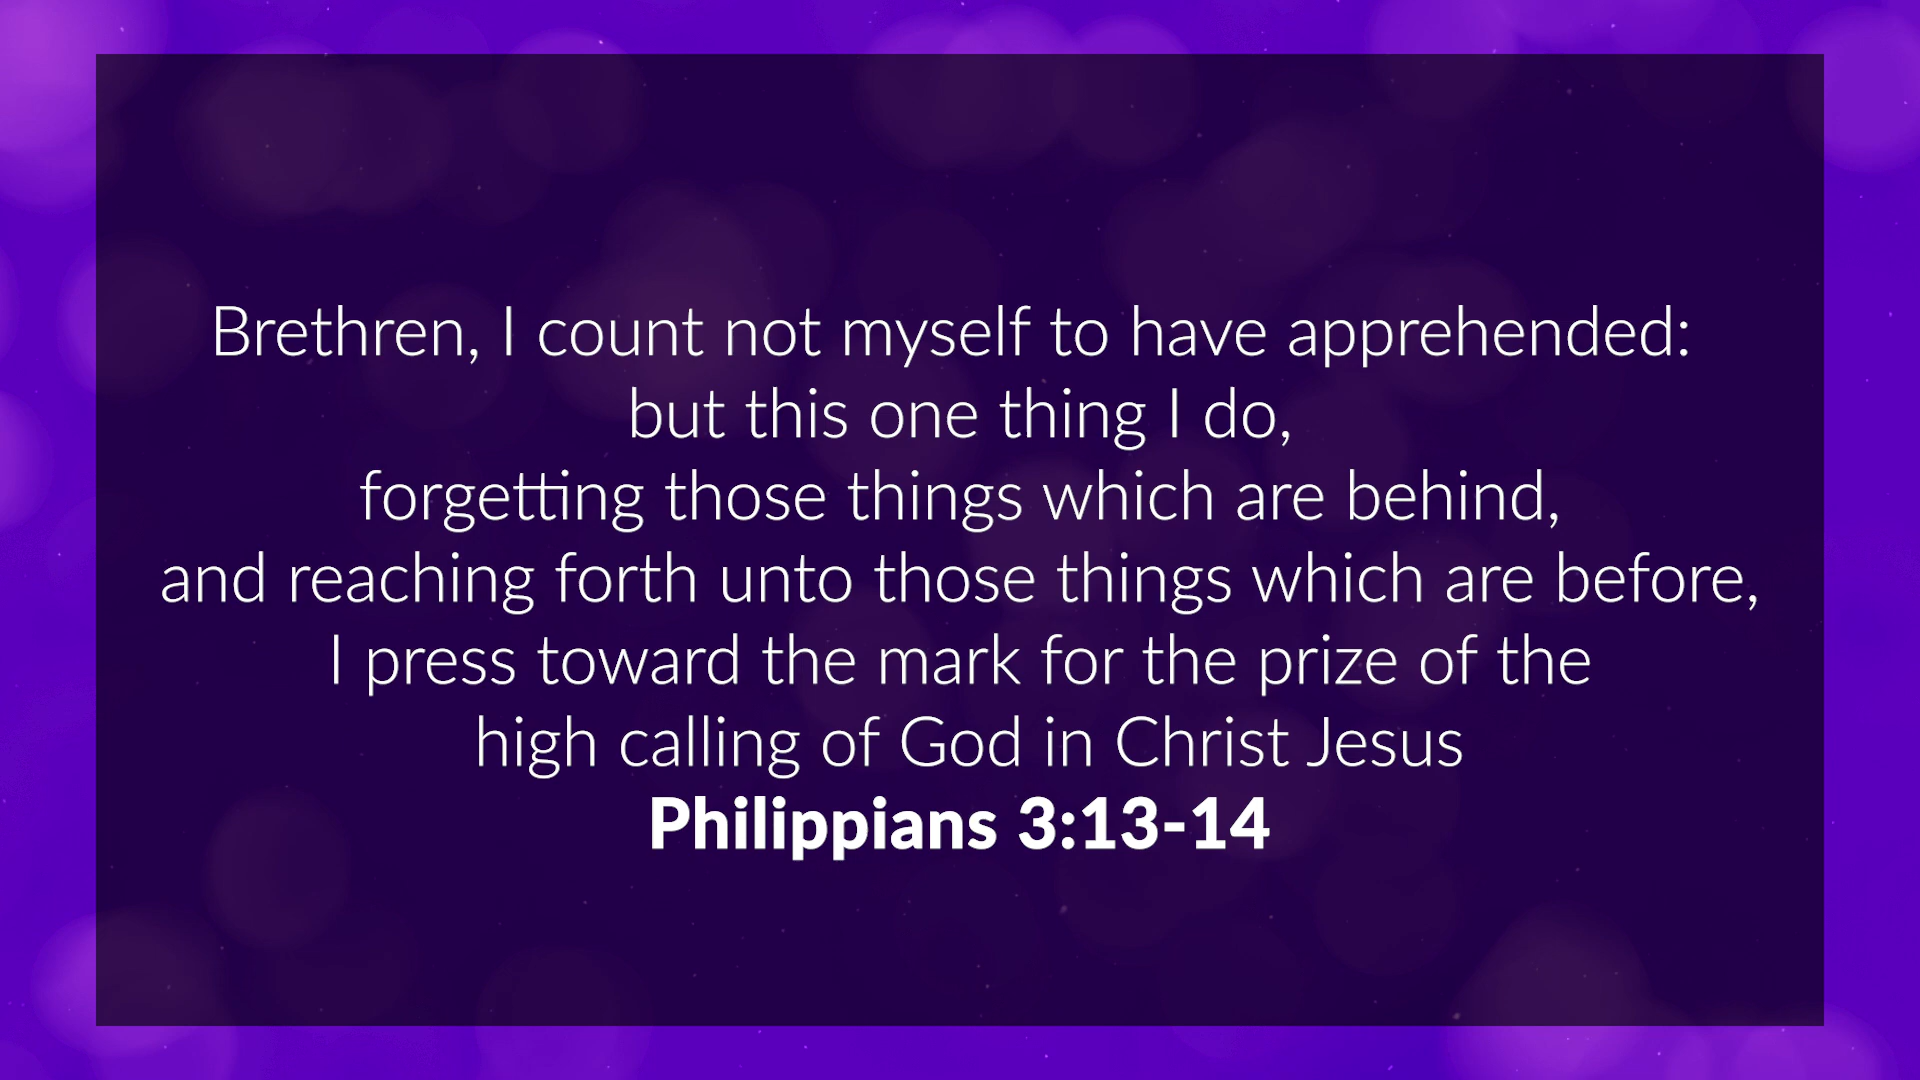 Brethren, I count not myself to have apprehended:
but this one thing I do,
forgetting those things which are behind,
and reaching forth unto those things which are before,
I press toward the mark for the prize of the
high calling of God in Christ Jesus
Philippians 3:13-14